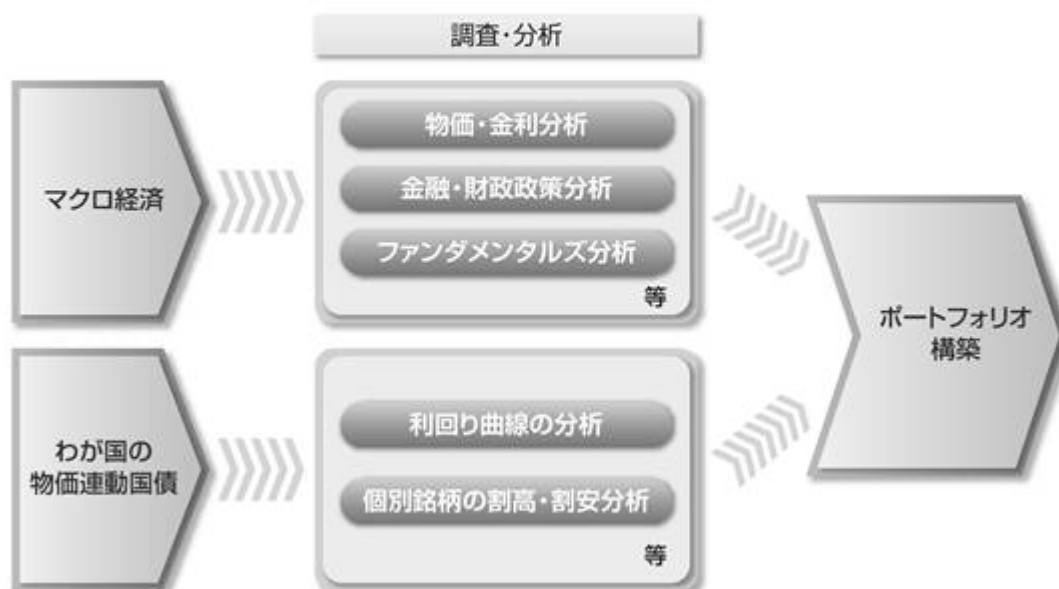 調査・分析
マクロ経済
物価・金利分析
金融・財政政策分析
ファンダメンタルズ分析
等
わが国の
物価連動国債
利回り曲線の分析
個別銘柄の割高・割安分析
等
ポートフォリオ
構築